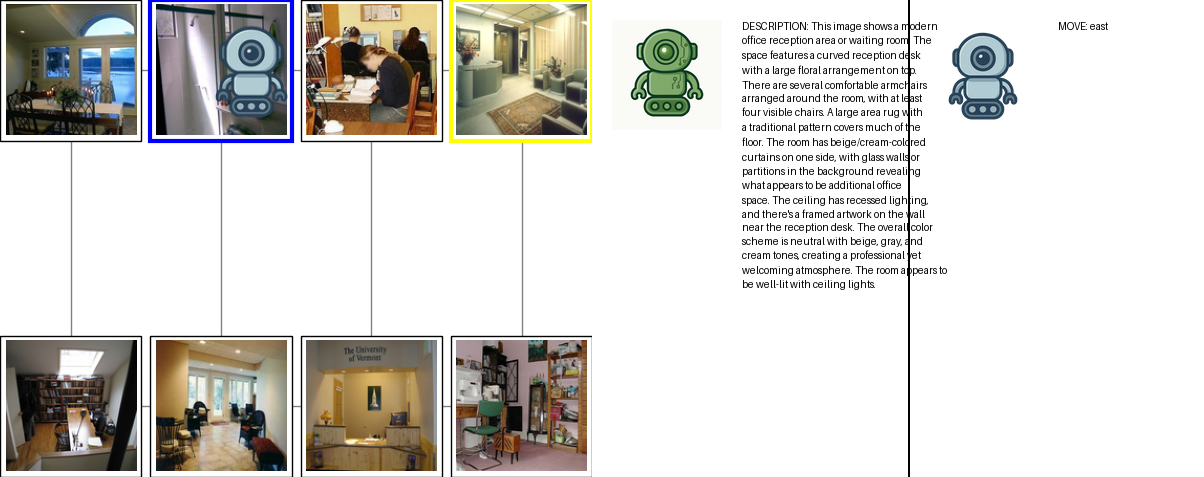 The University
of Vermont
DESCRIPTION: This image shows a modern
office reception area or waiting room. The
space features a curved reception desk
with a large floral arrangement on top.
There are several comfortable armchairs
arranged around the room, with at least
four visible chairs. A large area rug with
a traditional pattern covers much of the
floor. The room has beige/cream-colored
curtains on one side, with glass walls or
partitions in the background revealing
what appears to be additional office
space. The ceiling has recessed lighting,
and there's a framed artwork on the wall
near the reception desk. The overall color
scheme is neutral with beige, gray, and
cream tones, creating a professional yet
welcoming atmosphere. The room appears to
be well-lit with ceiling lights.
MOVE: east